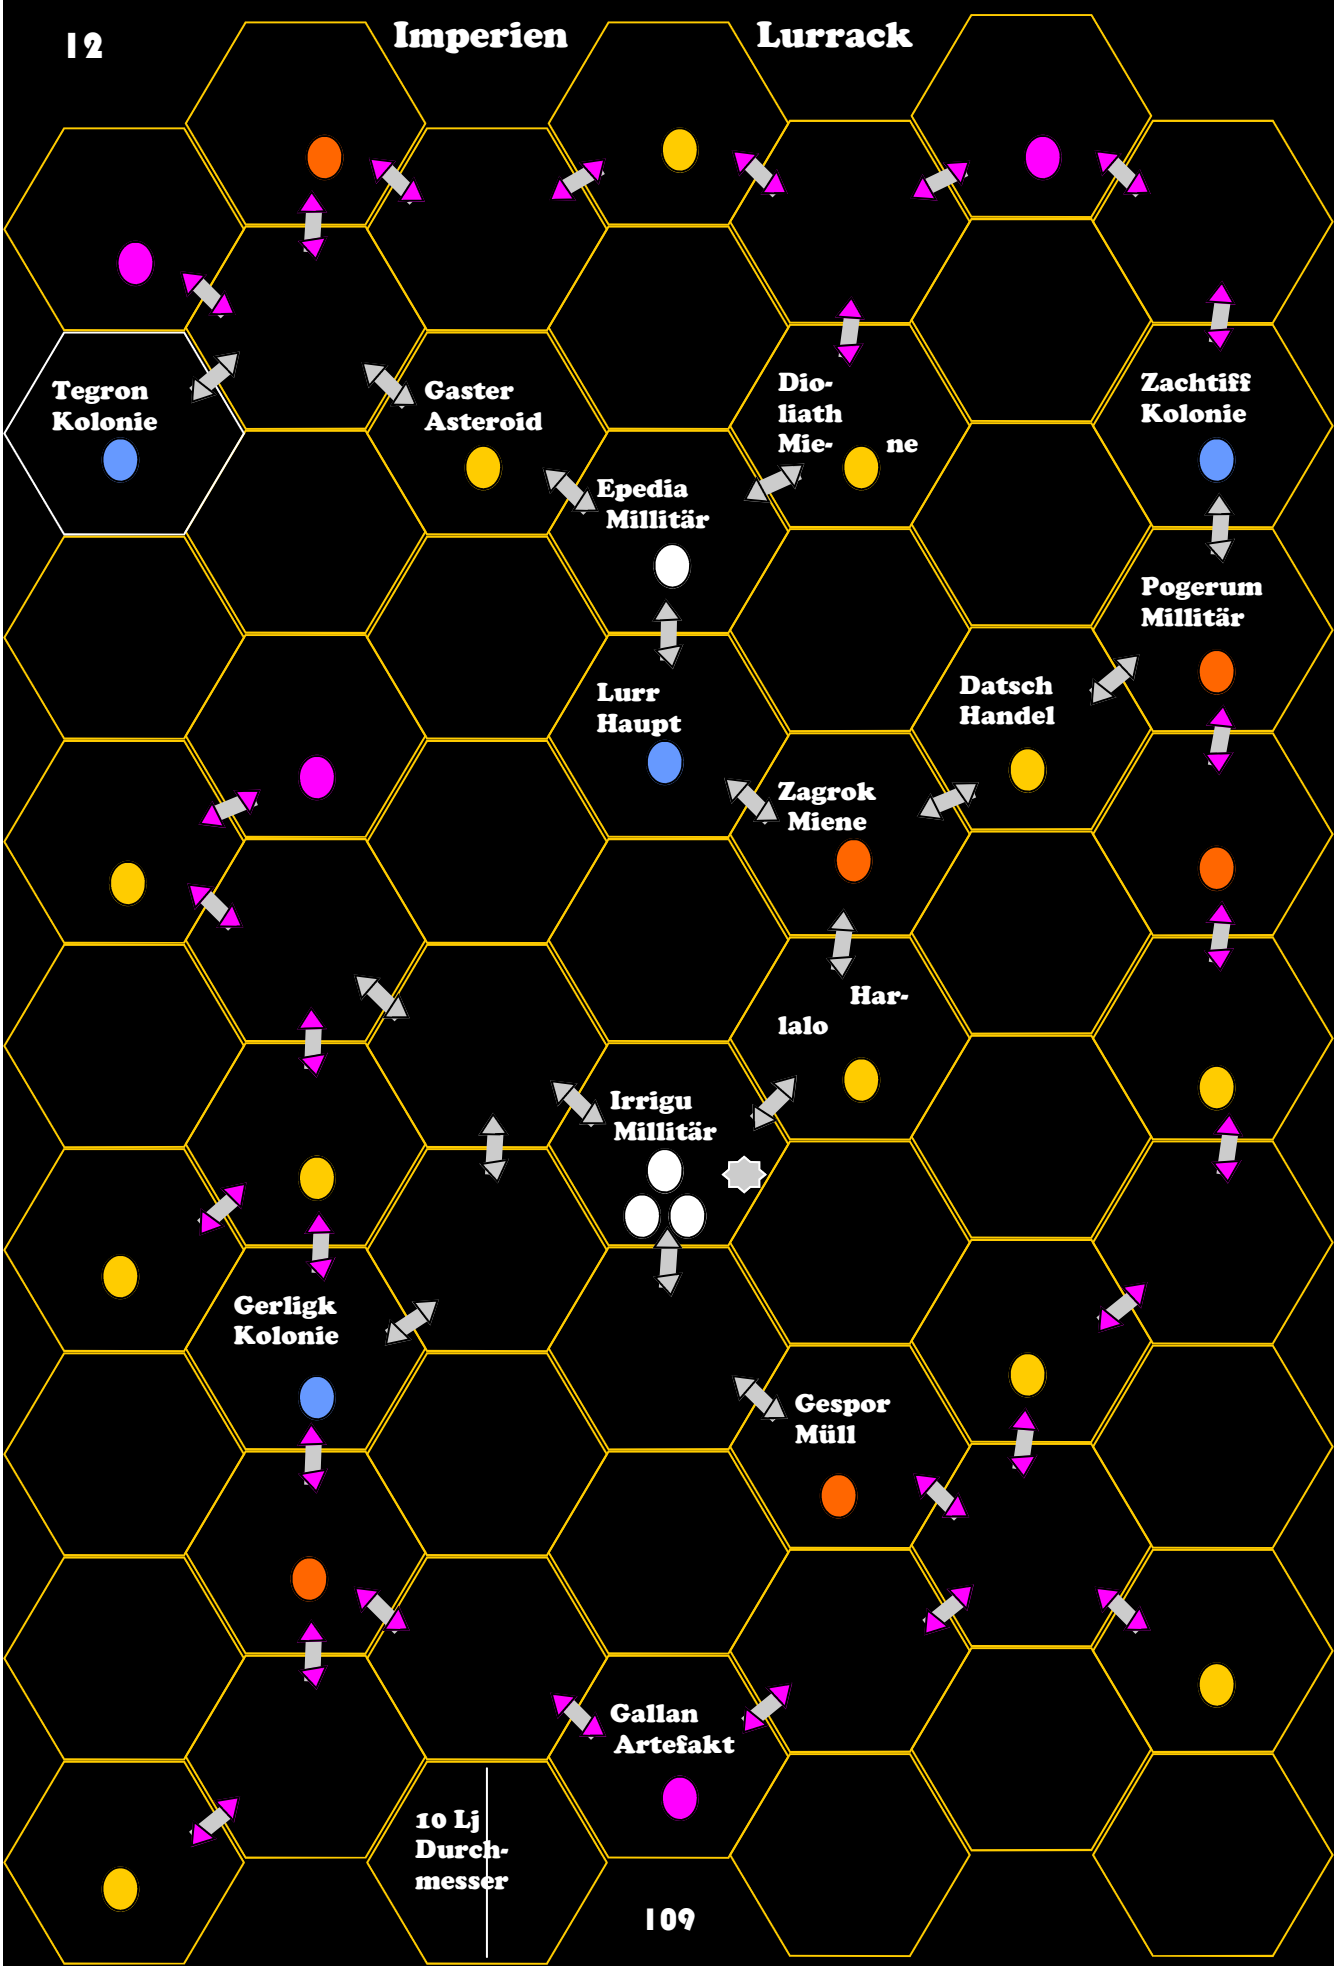 12
Imperien
Lurrack
Tegron
Kolonie
Gaster
Asteroid
Dio-
liath
Mie-
ne
Zachtiff
Kolonie
Epedia
Millitär
Pogerum
Millitär
Lurr
Haupt
Datsch
Handel
Zagrok
Miene
Har-
lalo
Irrigu
Millitär
Gerligk
Kolonie
Gespor
Müll
Gallan
Artefakt
10 Lj
Durch-
messer
109